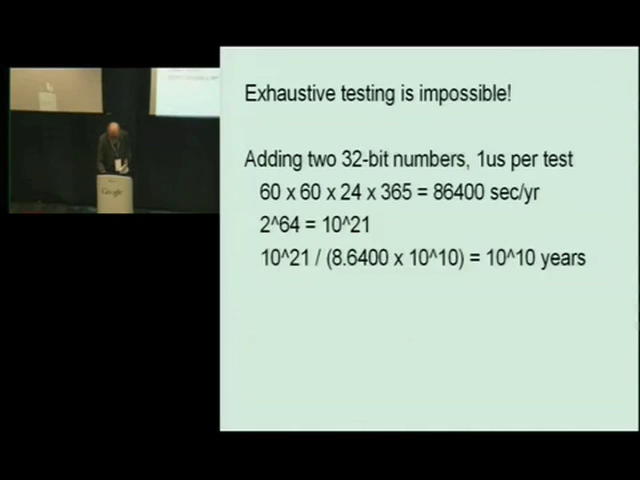 Exhaustive testing is impossible!
Adding two 32-bit numbers, 1us per test
60 x 60 x 24 x 365 = 86400 sec/yr
2^64 = 10^21
10^21 / (8.6400 x 10^10) = 10^10 years
Google